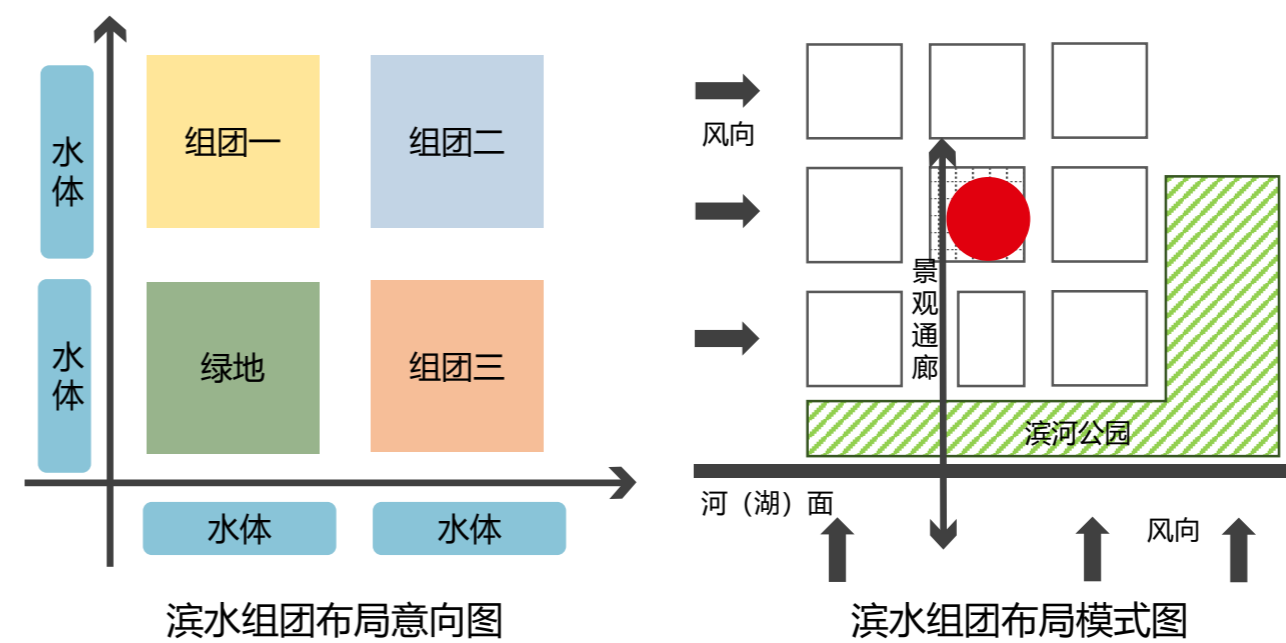 水体
组团一
组团二
水体
绿地
组团三
水体
水体
滨水组团布局意向图
风向
景观通廊
滨河公园
河（湖）面
风向
滨水组团布局模式图